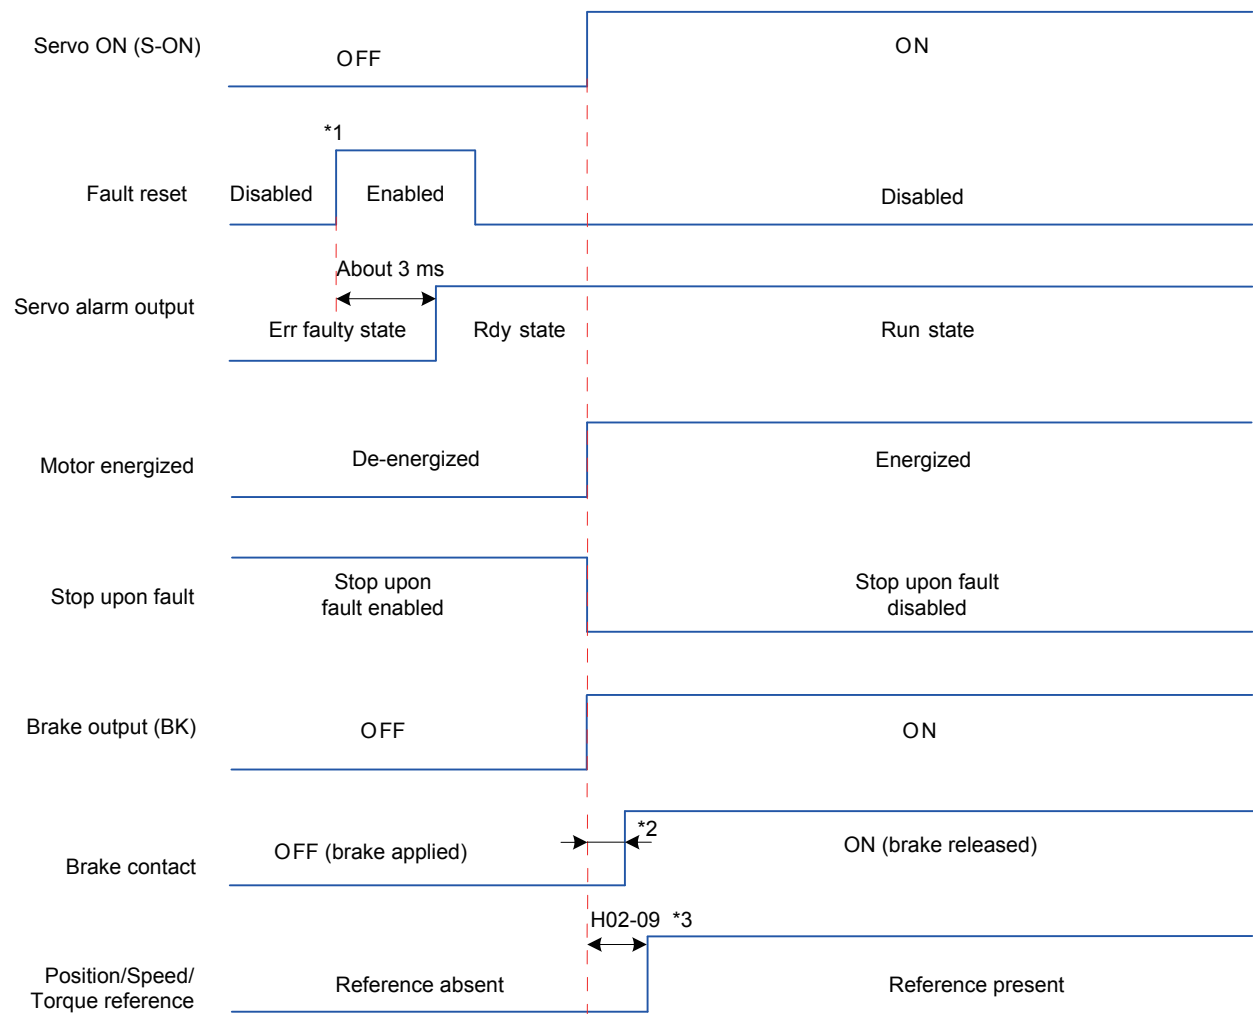 Servo ON (S-ON)
OFF
ON
*1
Fault reset
Disabled
Enabled
Disabled
About 3 ms
Servo alarm output
Err faulty state
Rdy state
Run state
Motor energized
De-energized
Energized
Stop upon fault
Stop upon
fault enabled
Stop upon fault
disabled
Brake output (BK)
OFF
ON
*2
Brake contact
OFF (brake applied)
ON (brake released)
H02-09 *3
Position/Speed/
Torque reference
Reference absent
Reference present